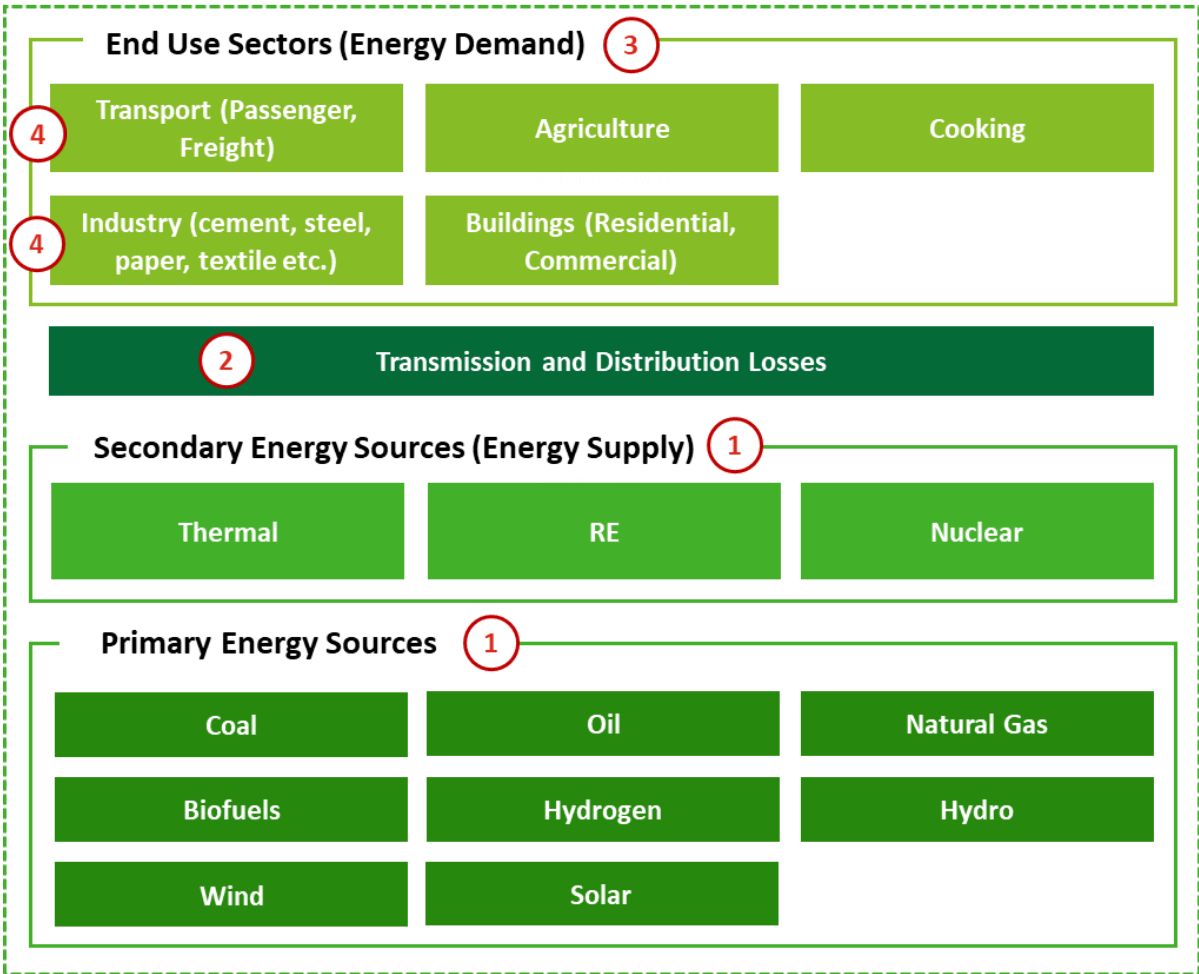 End Use Sectors (Energy Demand) 3
4
Transport (Passenger,
Freight)
Agriculture
Cooking
4
Industry (cement, steel,
paper, textile etc.)
Buildings (Residential,
Commercial)
2 Transmission and Distribution Losses
Secondary Energy Sources (Energy Supply) 1
Thermal
RE
Nuclear
Primary Energy Sources 1
Coal
Oil
Natural Gas
Biofuels
Hydrogen
Hydro
Wind
Solar